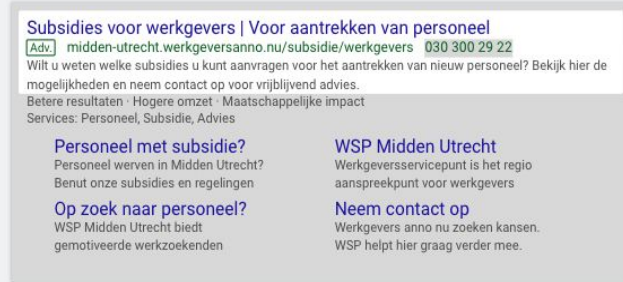 Subsidies voor werkgevers | Voor aantrekken van personeel
Adv. midden-utrecht.werkgeversanno.nu/subsidie/werkgevers 030 300 29 22
Wilt u weten welke subsidies u kunt aanvragen voor het aantrekken van nieuw personeel? Bekijk hier de
mogelijkheden en neem contact op voor vrijblijvend advies.
Betere resultaten · Hogere omzet · Maatschappelijke impact
Services: Personeel, Subsidie, Advies
Personeel met subsidie?
Personeel werven in Midden Utrecht?
Benut onze subsidies en regelingen
WSP Midden Utrecht
Werkgeversservicepunt is het regio
aanspreekpunt voor werkgevers
Op zoek naar personeel?
WSP Midden Utrecht biedt
gemotiveerde werkzoekenden
Neem contact op
Werkgevers anno nu zoeken kansen.
WSP helpt hier graag verder mee.